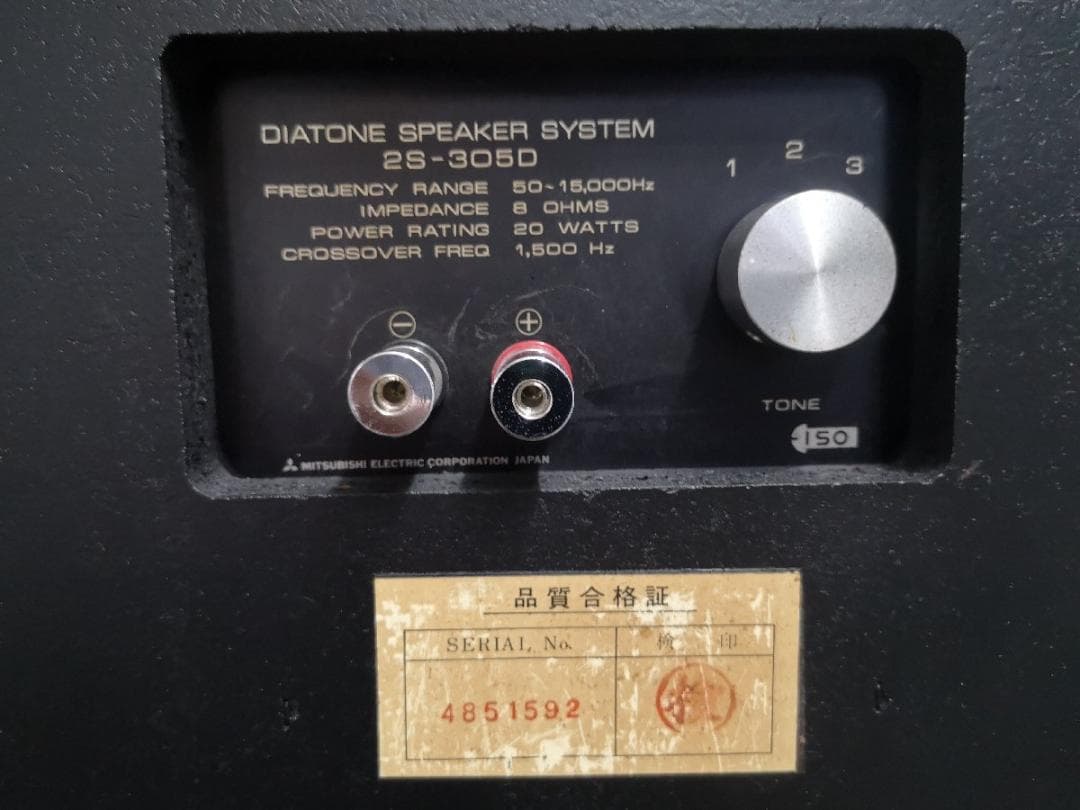 DIATONE SPEAKER SYSTEM
2S-305D
FREQUENCY RANGE 50~15,000Hz
IMPEDANCE 8 OHMS
POWER RATING 20 WATTS
CROSSOVER FREQ 1,500 Hz
1 2 3
⊖ ⊕
TONE
ISO
MITSUBISHI ELECTRIC CORPORATION JAPAN
品質合格証
SERIAL No. 検印
4851592 検